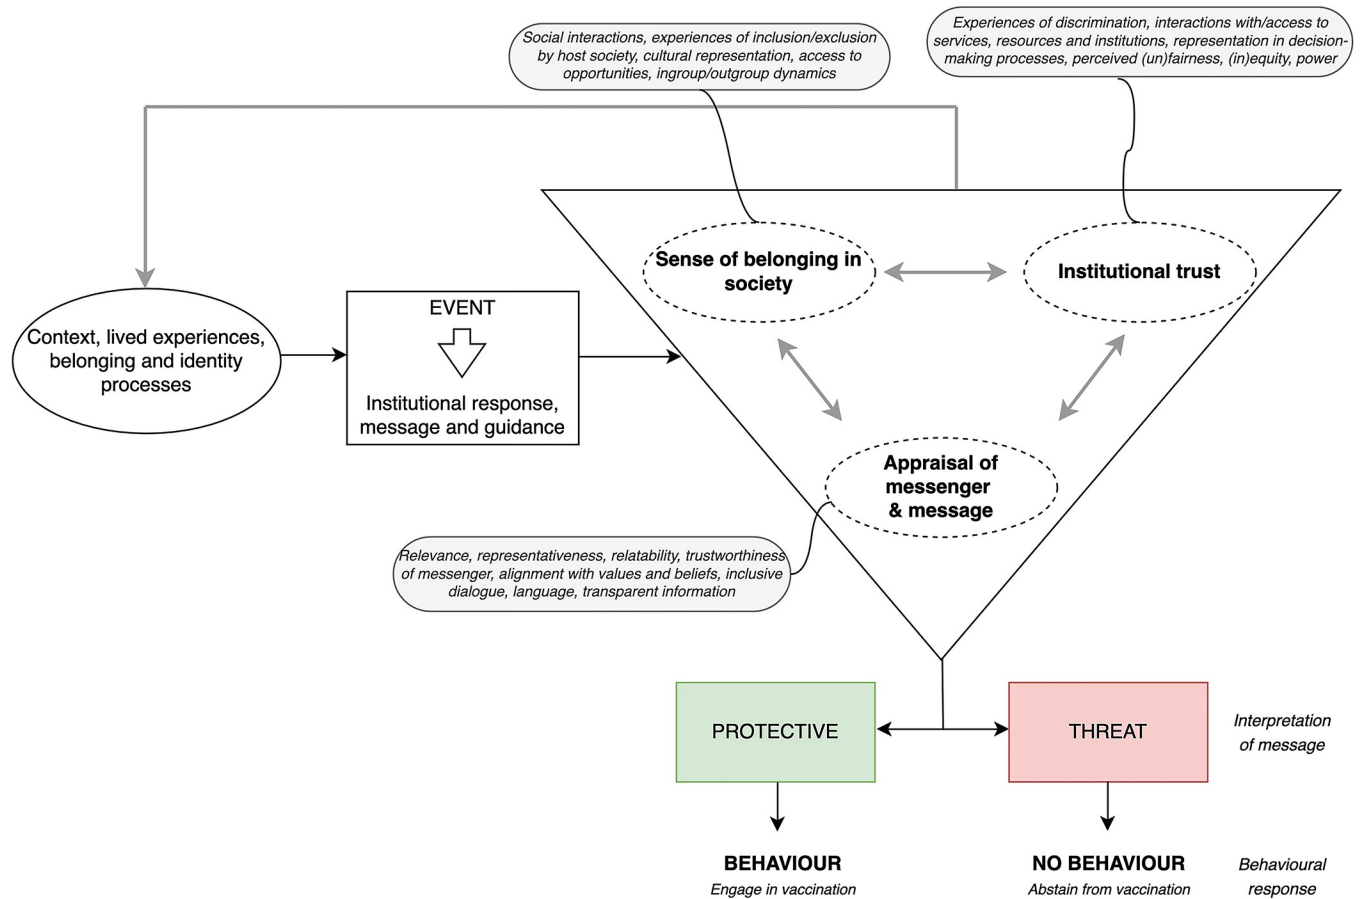 Social interactions, experiences of inclusion/exclusion
by host society, cultural representation, access to
opportunities, ingroup/outgroup dynamics
Experiences of discrimination, interactions with/access to
services, resources and institutions, representation in decision-
making processes, perceived (un)fairness, (in)equity, power
Sense of belonging in
society
Institutional trust
Context, lived experiences,
belonging and identity
processes
EVENT
Institutional response,
message and guidance
Appraisal of
messenger
& message
Relevance, representativeness, relatability, trustworthiness
of messenger, alignment with values and beliefs, inclusive
dialogue, language, transparent information
PROTECTIVE
THREAT
Interpretation
of message
BEHAVIOUR
Engage in vaccination
NO BEHAVIOUR
Abstain from vaccination
Behavioural
response